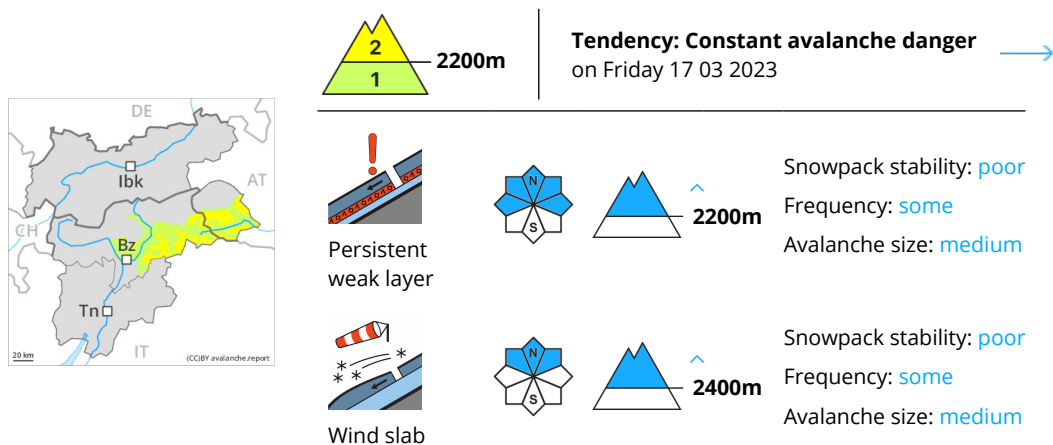 2
2200m
1
Tendency: Constant avalanche danger
on Friday 17 03 2023
DE
Ibk
AT
CH
Bz
Tn
IT
20 km
(CC)BY avalanche.report
Persistent
weak layer
N
S
2200m
Snowpack stability: poor
Frequency: some
Avalanche size: medium
Wind slab
N
S
2400m
Snowpack stability: poor
Frequency: some
Avalanche size: medium